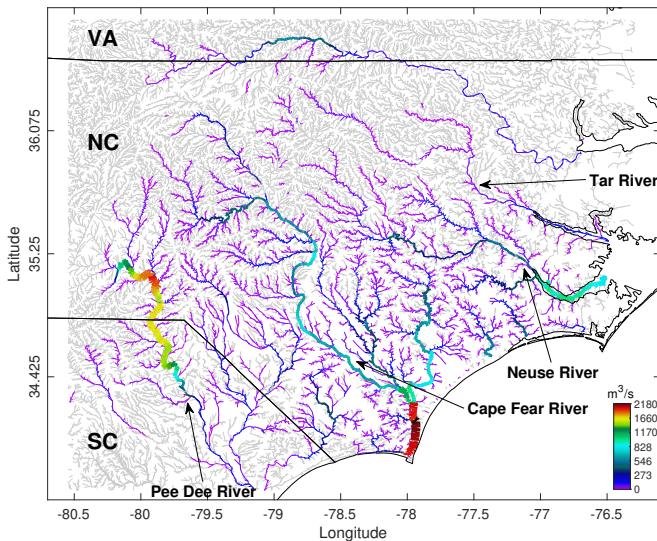 VA
36.075
NC
Tar River
35.25
Latitude
34.425
Neuse River
m³/s
Cape Fear River
2180
1660
1170
828
546
273
0
SC
Pee Dee River
-80.5 -80 -79.5 -79 -78.5 -78 -77.5 -77 -76.5
Longitude